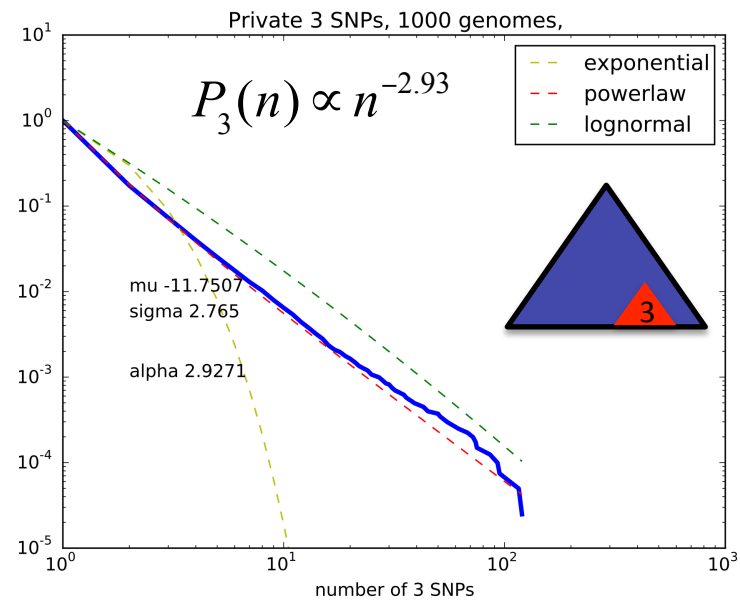 Private 3 SNPs, 1000 genomes,
10^1
10^0
10^-1
10^-2
10^-3
10^-4
10^-5
P_3(n) ∝ n^-2.93
exponential
powerlaw
lognormal
mu -11.7507
sigma 2.765
alpha 2.9271
3
10^0 10^1 10^2 10^3
number of 3 SNPs